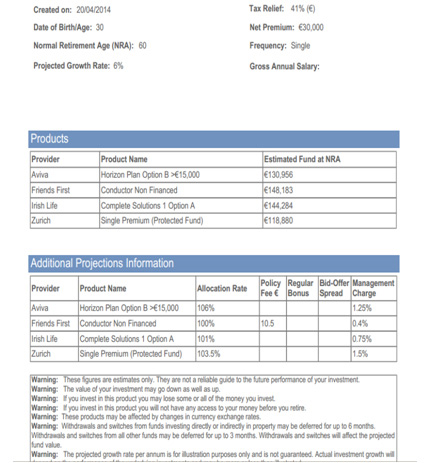 Created on: 20/04/2014 Tax Relief: 41% (€)
Date of Birth/Age: 30 Net Premium: €30,000
Normal Retirement Age (NRA): 60 Frequency: Single
Projected Growth Rate: 6% Gross Annual Salary:
Products
Provider Product Name Estimated Fund at NRA
Aviva Horizon Plan Option B >€15,000 €130,956
Friends First Conductor Non Financed €148,183
Irish Life Complete Solutions 1 Option A €144,284
Zurich Single Premium (Protected Fund) €118,880
Additional Projections Information
Provider Product Name Allocation Rate Policy Fee € Regular Bonus Bid-Offer Spread Management Charge
Aviva Horizon Plan Option B >€15,000 106% 1.25%
Friends First Conductor Non Financed 100% 10.5 0.4%
Irish Life Complete Solutions 1 Option A 101% 0.75%
Zurich Single Premium (Protected Fund) 103.5% 1.5%
Warning: These figures are estimates only. They are not a reliable guide to the future performance of your investment.
Warning: The value of your investment may go down as well as up.
Warning: If you invest in this product you may lose some or all of the money you invest.
Warning: If you invest in this product you will not have any access to your money before you retire.
Warning: These products may be affected by changes in currency exchange rates.
Warning: Withdrawals and switches from funds investing directly or indirectly in property may be deferred for up to 6 months.
Withdrawals and switches from all other funds may be deferred for up to 3 months. Withdrawals and switches will affect the projected
fund value.
Warning: The projected growth rate per annum is for illustration purposes only and is not guaranteed. Actual investment growth will